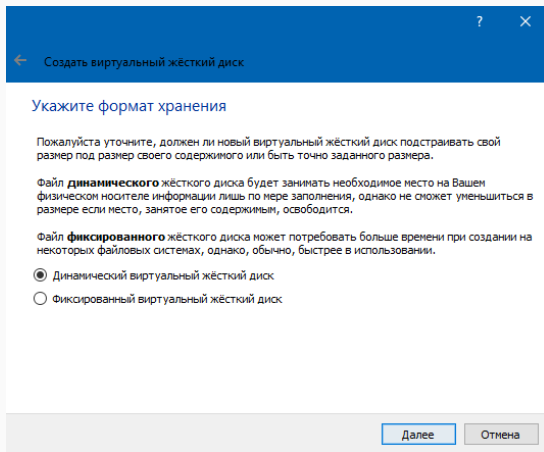 Создать виртуальный жёсткий диск
Укажите формат хранения
Пожалуйста уточните, должен ли новый виртуальный жёсткий диск подстраивать свой
размер под размер своего содержимого или быть точно заданного размера.
Файл динамического жёсткого диска будет занимать необходимое место на Вашем
физическом носителе информации лишь по мере заполнения, однако не сможет уменьшиться в
размере если место, занятое его содержимым, освободится.
Файл фиксированного жёсткого диска может потребовать больше времени при создании на
некоторых файловых системах, однако, обычно, быстрее в использовании.
Динамический виртуальный жёсткий диск
Фиксированный виртуальный жёсткий диск
Далее Отмена